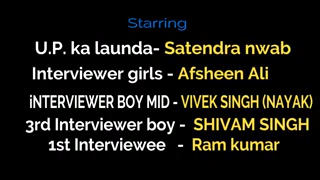 Starring
U.P. ka launda- Satendra nwab
Interviewer girls - Afsheen Ali
iNTERVIEWER BOY MID - VIVEK SINGH (NAYAK)
3rd Interviewer boy - SHIVAM SINGH
1st Interviewee - Ram kumar